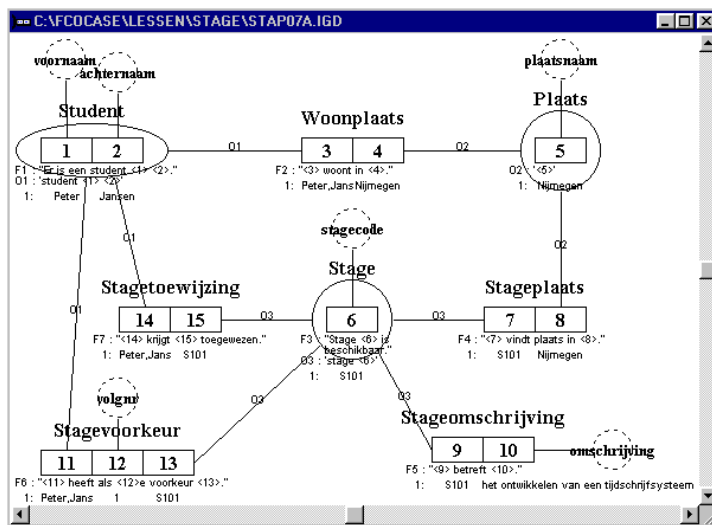 C:\FCOCASE\LESSEN\STAGE\STAP07A.IGD
voornaam
achternaam
plaatsnaam
Student
Woonplaats
Plaats
1 2
O1
3 4
O2
5
F1 : "Er is een student <1> <2>."
O1 : 'student <1> <2>'
1: Peter Jansen
F2 : "<3> woont in <4>."
1: Peter,Jans Nijmegen
O2 : '<5>'
1: Nijmegen
stagecode
O1
O1
O2
Stage
Stagetoewijzing
Stageplaats
14 15
O3
6
O3
7 8
F7 : "<14> krijgt <15> toegewezen."
1: Peter,Jans S101
F3 : "Stage <6> is
beschikbaar."
O3 : 'stage <6>'
1: S101
F4 : "<7> vindt plaats in <8>."
1: S101 Nijmegen
volgnr
O3
O3
Stagevoorkeur
Stageomschrijving
11 12 13
9 10
omschrijving
F6 : "<11> heeft als <12>e voorkeur <13>."
1: Peter,Jans 1 S101
F5 : "<9> betreft <10>."
1: S101 het ontwikkelen van een tijdschrifsysteem